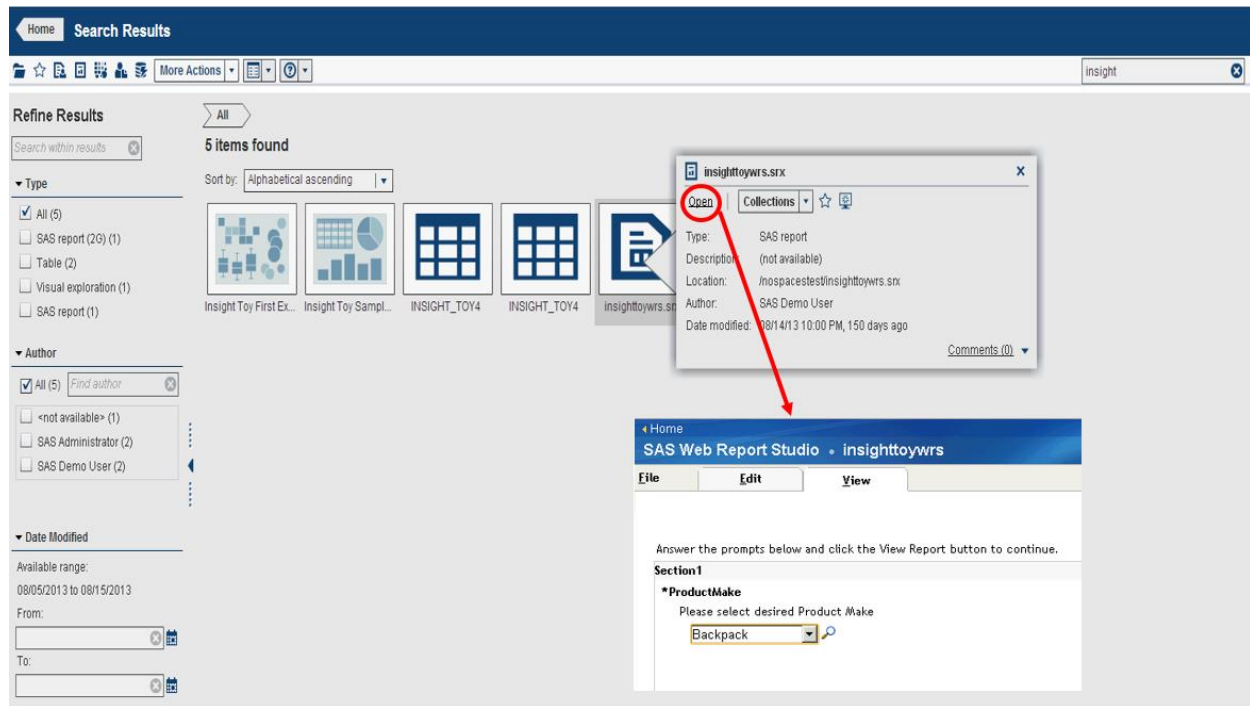 Home
Search Results
More Actions
insight
Refine Results
Search within results
Type
All (5)
SAS report (2G) (1)
Table (2)
Visual exploration (1)
SAS report (1)
Author
All (5) Find author
<not available> (1)
SAS Administrator (2)
SAS Demo User (2)
Date Modified
Available range:
08/05/2013 to 08/15/2013
From:
To:
All
5 items found
Sort by: Alphabetical ascending
Insight Toy First Ex...
Insight Toy Sampl...
INSIGHT_TOY4
INSIGHT_TOY4
insighttoywrs.sr
insighttoywrs.srx
x
Open Collections
Type: SAS report
Description: (not available)
Location: /nospacestest/insighttoywrs.srx
Author: SAS Demo User
Date modified: 08/14/13 10:00 PM, 150 days ago
Comments (0)
Home
SAS Web Report Studio • insighttoywrs
File Edit View
Answer the prompts below and click the View Report button to continue.
Section1
*ProductMake
Please select desired Product Make
Backpack